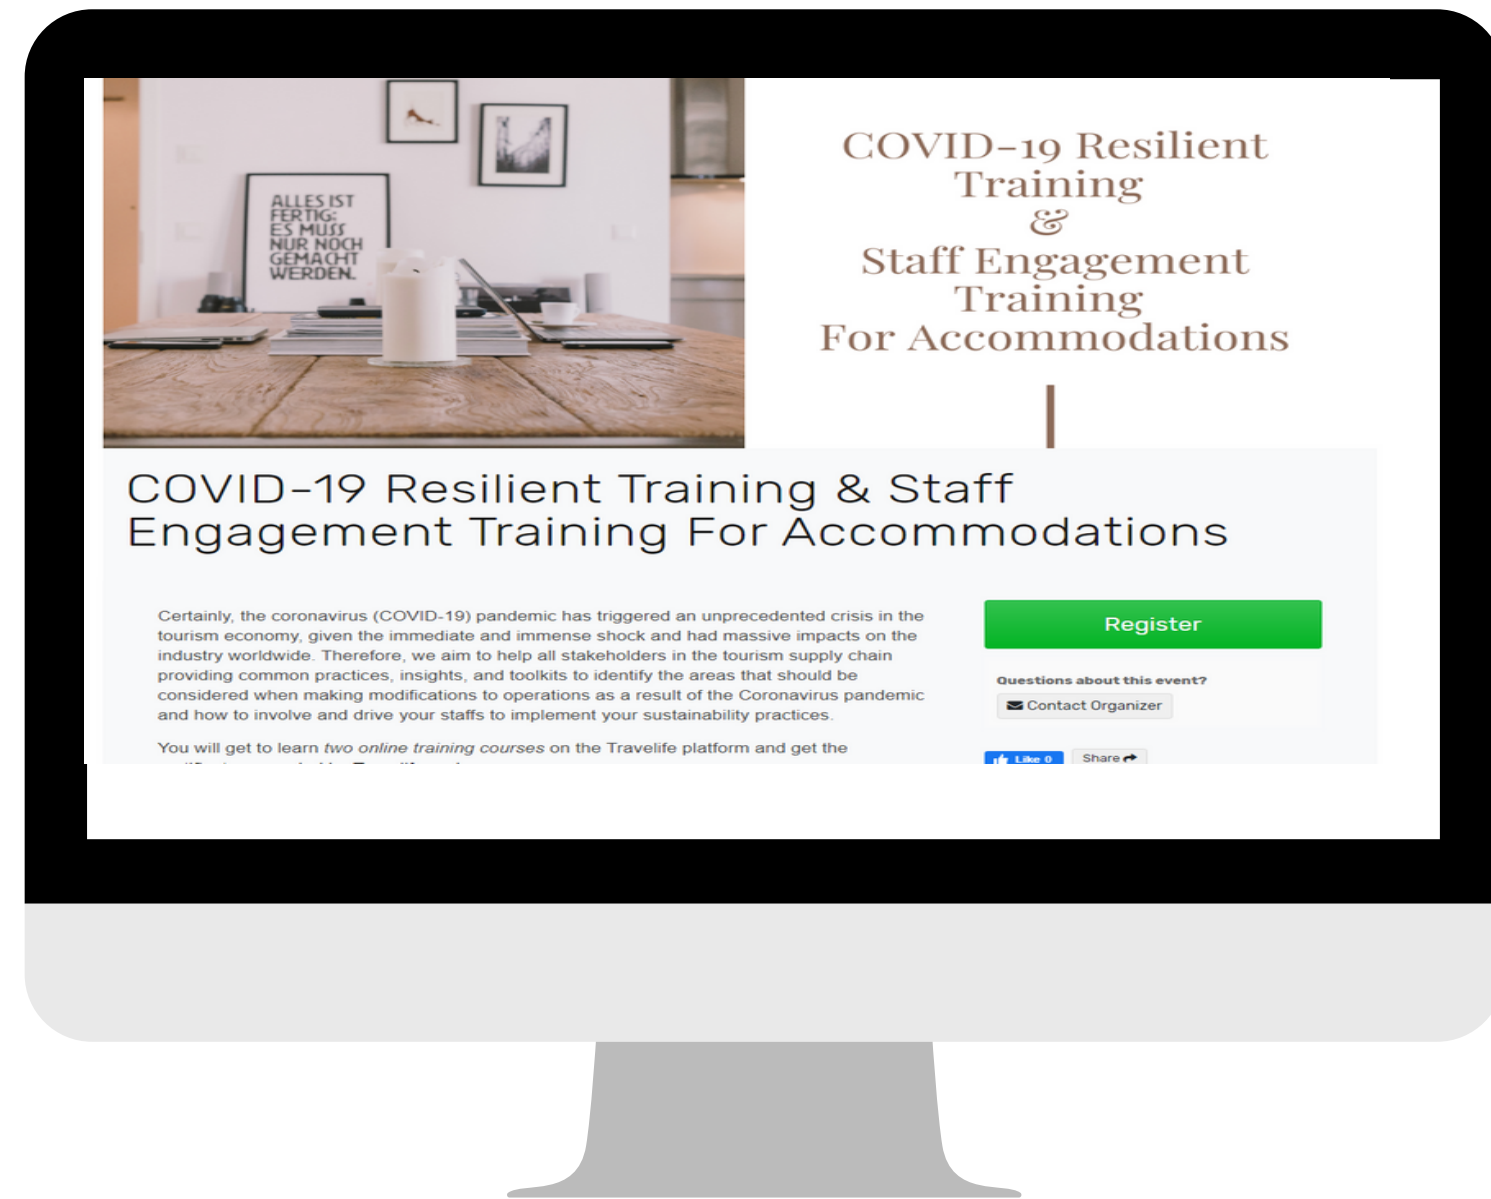 ALLES IST
FERTIG:
ES MUSS
NUR NOCH
GEMACHT
WERDEN.
COVID-19 Resilient
Training
&
Staff Engagement
Training
For Accommodations
COVID-19 Resilient Training & Staff
Engagement Training For Accommodations
Certainly, the coronavirus (COVID-19) pandemic has triggered an unprecedented crisis in the
tourism economy, given the immediate and immense shock and had massive impacts on the
industry worldwide. Therefore, we aim to help all stakeholders in the tourism supply chain
providing common practices, insights, and toolkits to identify the areas that should be
considered when making modifications to operations as a result of the Coronavirus pandemic
and how to involve and drive your staffs to implement your sustainability practices.
You will get to learn two online training courses on the Travelife platform and get the
Register
Questions about this event?
Contact Organizer
Like 0
Share